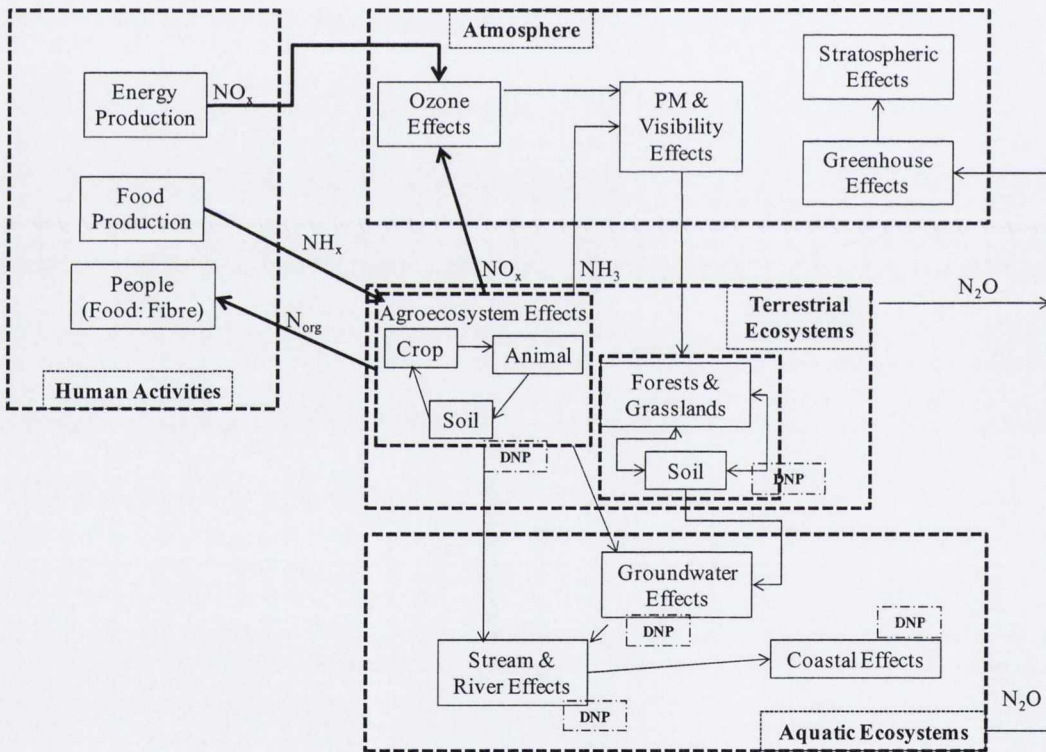 Atmosphere
Stratospheric
Effects
Energy
Production
NOx
Ozone
Effects
PM &
Visibility
Effects
Greenhouse
Effects
Food
Production
NHx
People
(Food: Fibre)
Norg
Human Activities
NOx
NH3
N2O
Terrestrial
Ecosystems
Agroecosystem Effects
Crop
Animal
Soil
DNP
Forests &
Grasslands
Soil
DNP
Groundwater
Effects
DNP
Stream &
River Effects
DNP
DNP
Coastal Effects
N2O
Aquatic Ecosystems